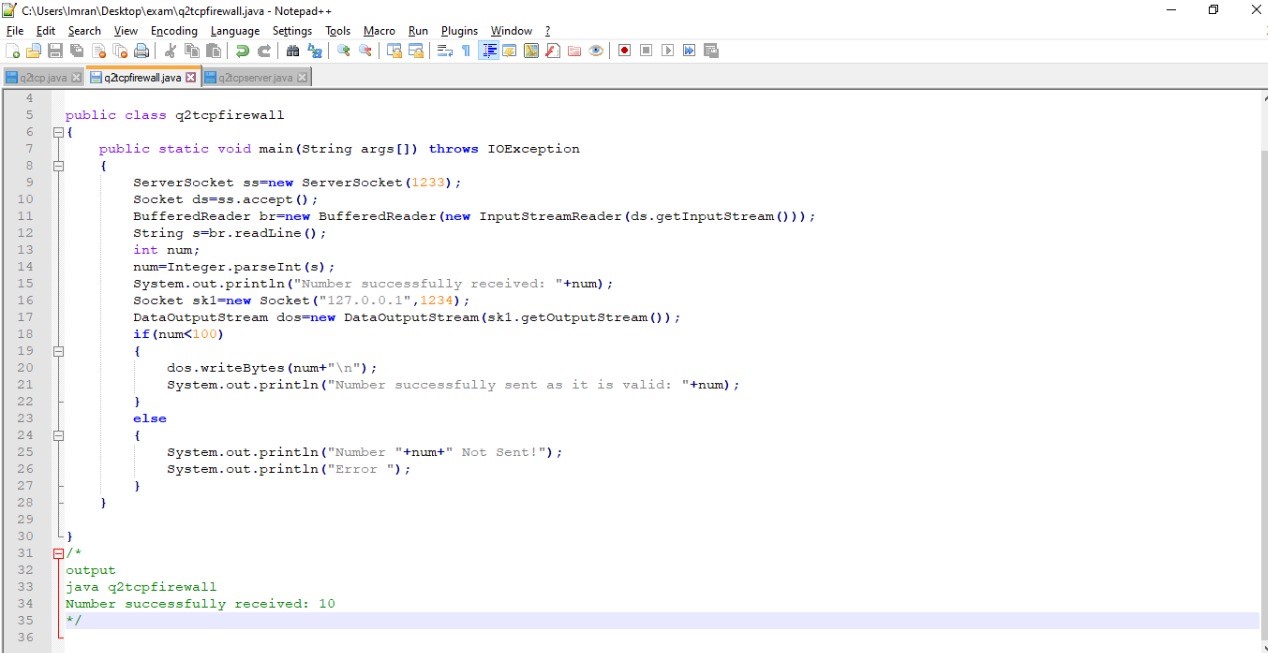 C:\Users\Imran\Desktop\exam\q2tcpfirewall.java - Notepad++
File Edit Search View Encoding Language Settings Tools Macro Run Plugins Window ?
q2tcp.java q2tcpfirewall.java q2tcpserver.java
4
5 public class q2tcpfirewall
6 {
7 public static void main(String args[]) throws IOException
8 {
9 ServerSocket ss=new ServerSocket(1233);
10 Socket ds=ss.accept();
11 BufferedReader br=new BufferedReader(new InputStreamReader(ds.getInputStream()));
12 String s=br.readLine();
13 int num;
14 num=Integer.parseInt(s);
15 System.out.println("Number successfully received: "+num);
16 Socket sk1=new Socket("127.0.0.1",1234);
17 DataOutputStream dos=new DataOutputStream(sk1.getOutputStream());
18 if(num<100)
19 {
20 dos.writeBytes(num+"\n");
21 System.out.println("Number successfully sent as it is valid: "+num);
22 }
23 else
24 {
25 System.out.println("Number "+num+" Not Sent!");
26 System.out.println("Error ");
27 }
28 }
29
30 }
31 /*
32 output
33 java q2tcpfirewall
34 Number successfully received: 10
35 */
36